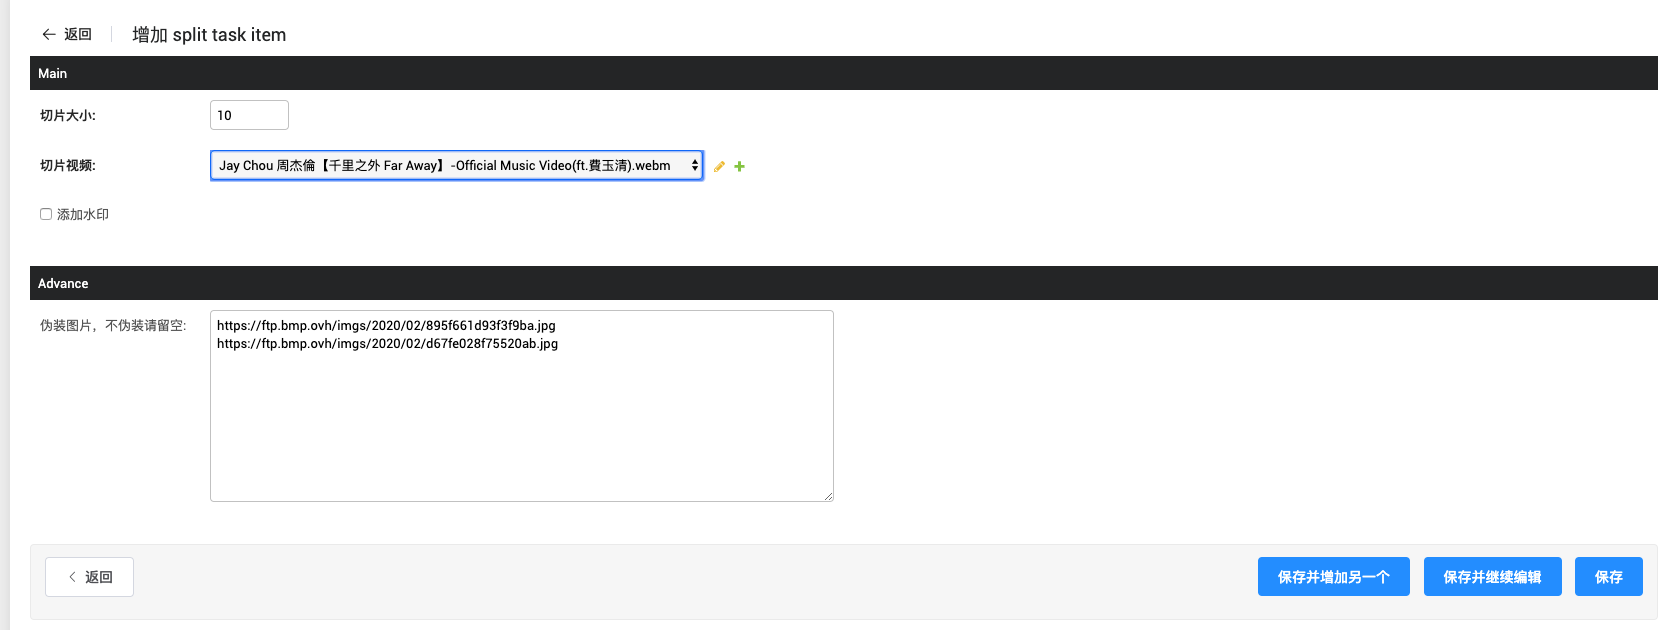 返回 增加 split task item
Main
切片大小: 10
切片视频: Jay Chou 周杰倫【千里之外 Far Away】-Official Music Video(ft.費玉清).webm
添加水印
Advance
伪装图片，不伪装请留空: https://ftp.bmp.ovh/imgs/2020/02/895f661d93f3f9ba.jpg
https://ftp.bmp.ovh/imgs/2020/02/d67fe028f75520ab.jpg
返回 保存并增加另一个 保存并继续编辑 保存